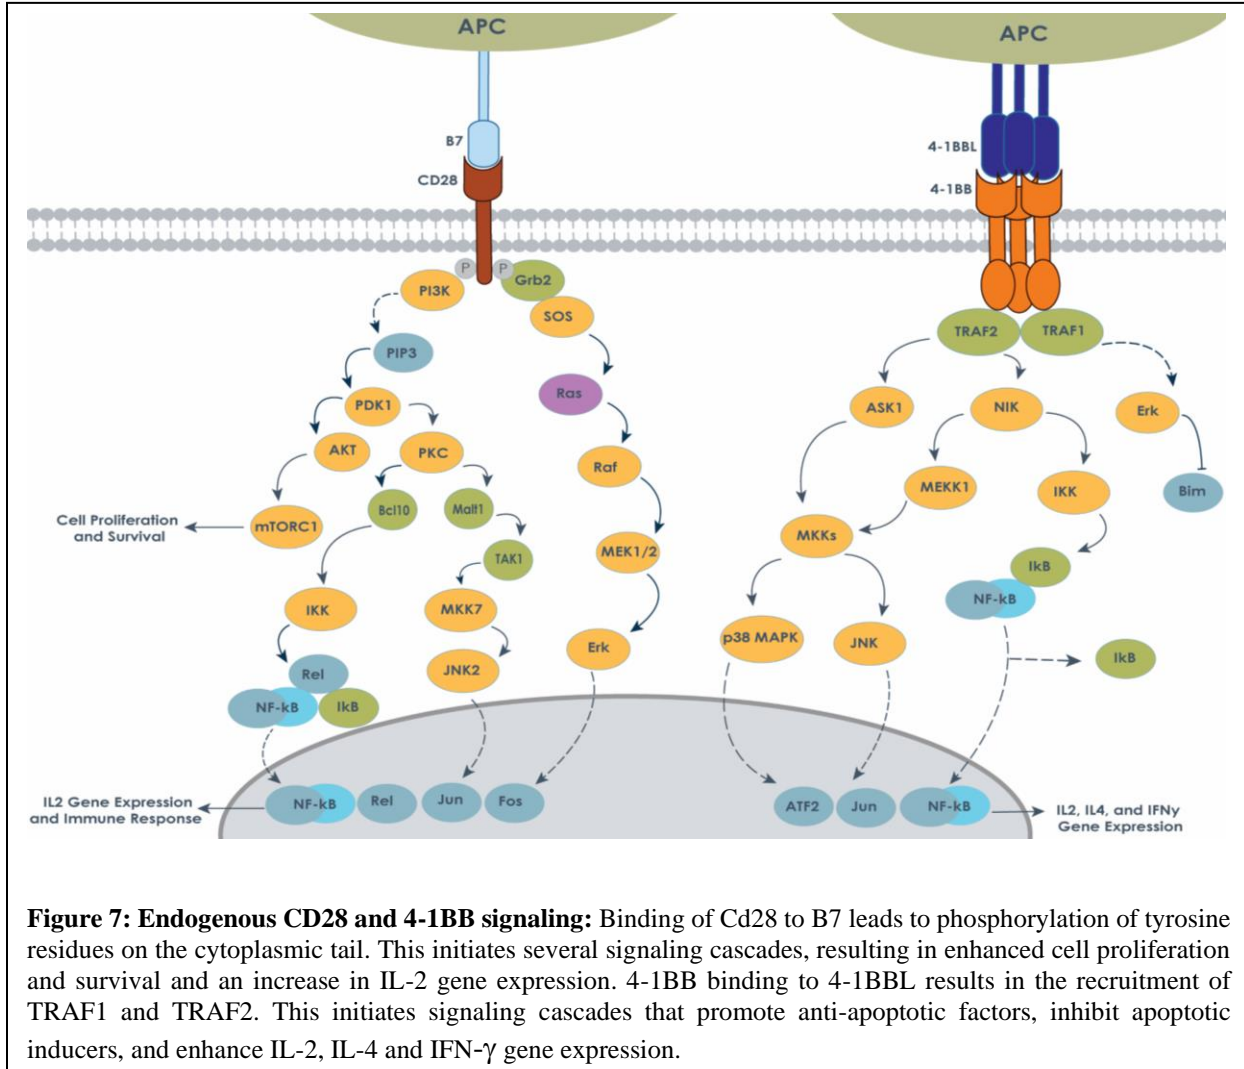 APC
APC
B7
CD28
4-1BBL
4-1BB
P
P
PI3K
Grb2
SOS
PIP3
PDK1
AKT
PKC
Ras
Raf
Bcl10
Malt1
mTORC1
Cell Proliferation
and Survival
TAK1
MEK1/2
IKK
MKK7
Erk
Rel
JNK2
NF-kB
IkB
IL2 Gene Expression
and Immune Response
NF-kB
Rel
Jun
Fos
TRAF2
TRAF1
ASK1
NIK
Erk
MEKK1
IKK
Bim
MKKs
IkB
NF-kB
p38 MAPK
JNK
IkB
ATF2
Jun
NF-kB
IL2, IL4, and IFNγ
Gene Expression
Figure 7: Endogenous CD28 and 4-1BB signaling: Binding of Cd28 to B7 leads to phosphorylation of tyrosine
residues on the cytoplasmic tail. This initiates several signaling cascades, resulting in enhanced cell proliferation
and survival and an increase in IL-2 gene expression. 4-1BB binding to 4-1BBL results in the recruitment of
TRAF1 and TRAF2. This initiates signaling cascades that promote anti-apoptotic factors, inhibit apoptotic
inducers, and enhance IL-2, IL-4 and IFN-γ gene expression.